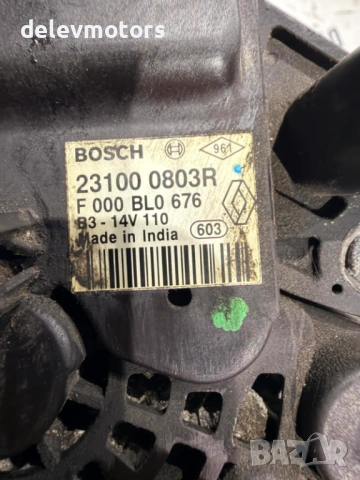 delevmotors
BOSCH
961
23100 0803R
F 000 BL0 676
B3 - 14V 110
Made in India
603
bazar